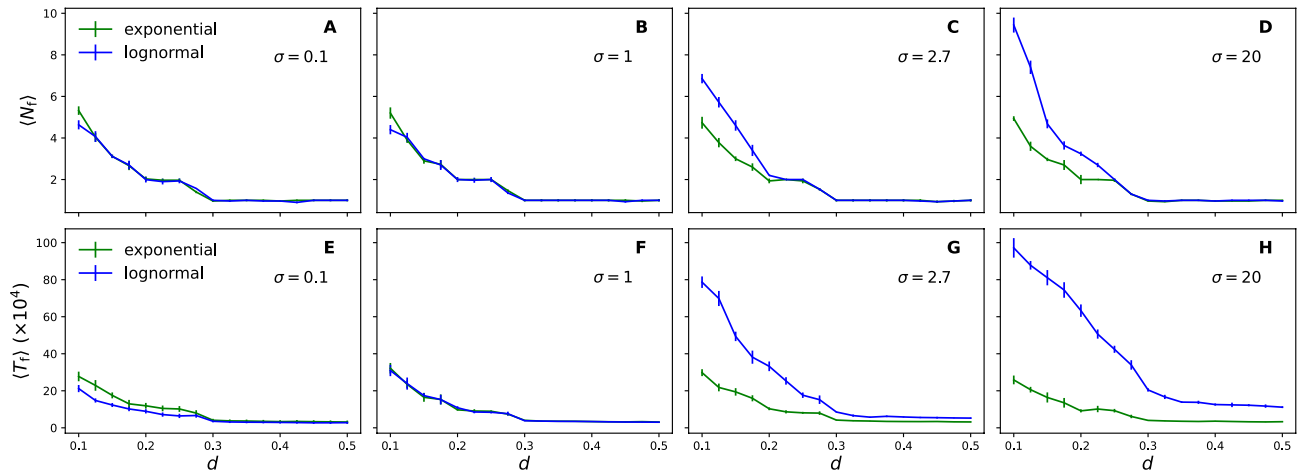 10
8
6
4
2
⟨N_f⟩
exponential
lognormal
A
σ = 0.1
B
σ = 1
C
σ = 2.7
D
σ = 20
100
80
60
40
20
0
⟨T_f⟩ (×10⁴)
exponential
lognormal
E
σ = 0.1
F
σ = 1
G
σ = 2.7
H
σ = 20
0.1 0.2 0.3 0.4 0.5
0.1 0.2 0.3 0.4 0.5
0.1 0.2 0.3 0.4 0.5
0.1 0.2 0.3 0.4 0.5
d
d
d
d